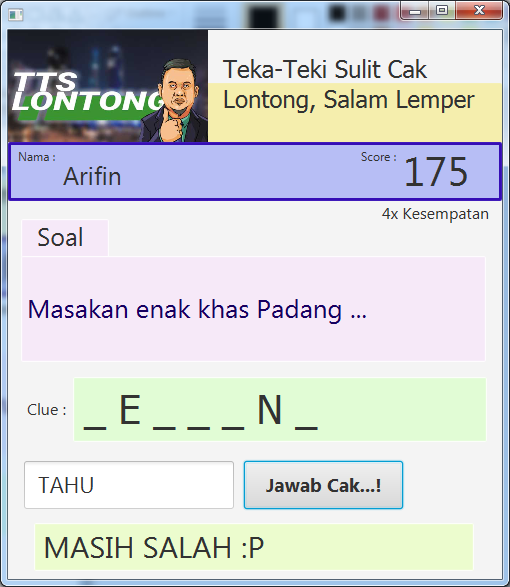 TTS
LONTONG
Teka-Teki Sulit Cak
Lontong, Salam Lemper
Nama :
Arifin
Score :
175
4x Kesempatan
Soal
Masakan enak khas Padang ...
Clue :
_ E _ _ _ N _
TAHU
Jawab Cak...!
MASIH SALAH :P